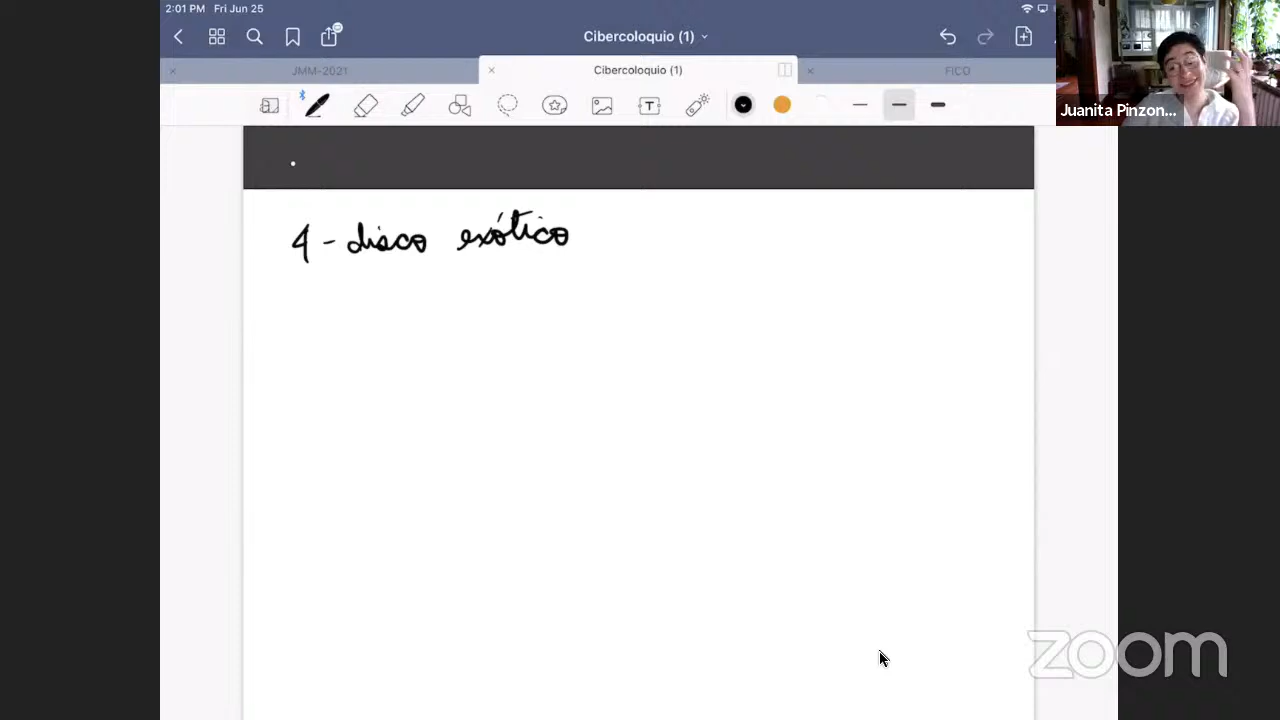 2:01 PM Fri Jun 25
Cibercoloquio (1)
JMM-2021
Cibercoloquio (1)
FICO
T
Juanita Pinzon...
4 - disco exótico
zoom